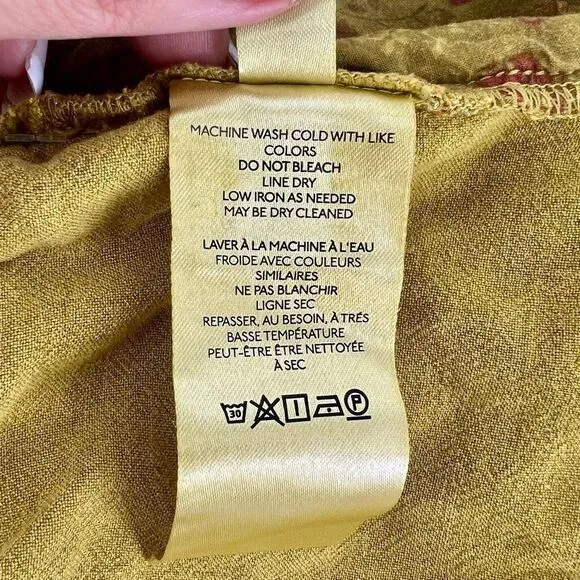 MACHINE WASH COLD WITH LIKE
COLORS
DO NOT BLEACH
LINE DRY
LOW IRON AS NEEDED
MAY BE DRY CLEANED
LAVER À LA MACHINE À L'EAU
FROIDE AVEC COULEURS
SIMILAIRES
NE PAS BLANCHIR
LIGNE SEC
REPASSER, AU BESOIN, À TRÉS
BASSE TEMPÉRATURE
PEUT-ÊTRE ÊTRE NETTOYÉE
À SEC
30 P